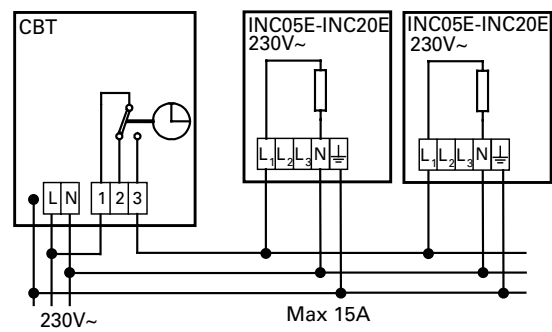 CBT
L N 1 2 3
230V~
INC05E-INC20E
230V~
L₁ L₂ L₃ N ⏚
INC05E-INC20E
230V~
L₁ L₂ L₃ N ⏚
Max 15A